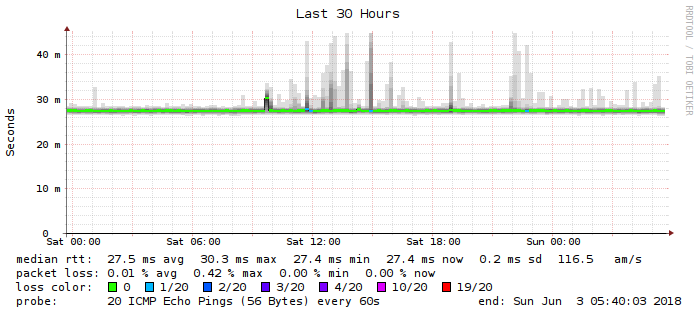 Last 30 Hours
RRDTOOL / TOBI OETIKER
Seconds
40 m
30 m
20 m
10 m
0
Sat 00:00 Sat 06:00 Sat 12:00 Sat 18:00 Sun 00:00
median rtt: 27.5 ms avg 30.3 ms max 27.4 ms min 27.4 ms now 0.2 ms sd 116.5 am/s
packet loss: 0.01 % avg 0.42 % max 0.00 % min 0.00 % now
loss color: 0 1/20 2/20 3/20 4/20 10/20 19/20
probe: 20 ICMP Echo Pings (56 Bytes) every 60s end: Sun Jun 3 05:40:03 2018